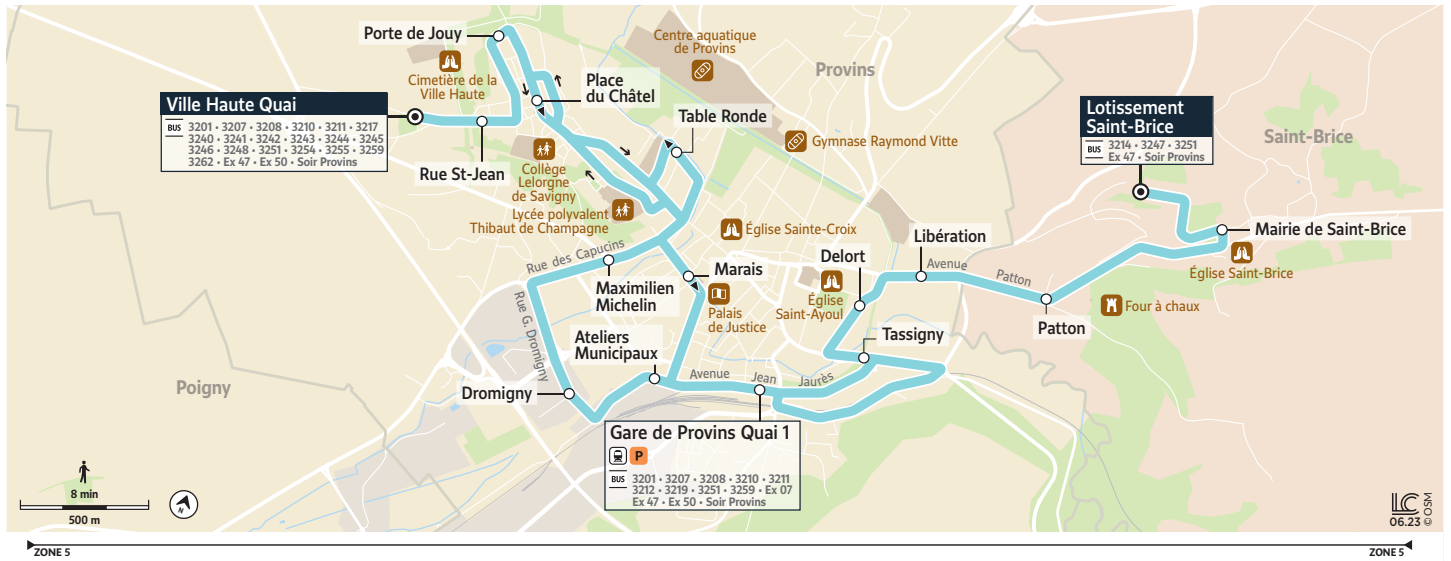 Porte de Jouy
Cimetière de la
Ville Haute
Ville Haute Quai
BUS
3201 • 3207 • 3208 • 3210 • 3211 • 3217
3240 • 3241 • 3242 • 3243 • 3244 • 3245
3246 • 3248 • 3251 • 3254 • 3255 • 3259
3262 • Ex 47 • Ex 50 • Soir Provins
Rue St-Jean
Place
du Châtel
Centre aquatique
de Provins
Provins
Table Ronde
Gymnase Raymond Vitte
Collège
Lelorgne
de Savigny
Lycée polyvalent
Thibaut de Champagne
Église Sainte-Croix
Lotissement
Saint-Brice
BUS
3214 • 3247 • 3251
Ex 47 • Soir Provins
Saint-Brice
Mairie de Saint-Brice
Église Saint-Brice
Libération
Delort
Avenue Patton
Rue des Capucins
Maximilien
Michelin
Marais
Palais
de Justice
Église
Saint-Ayoul
Four à chaux
Patton
Tassigny
Rue G. Dromigny
Ateliers
Municipaux
Avenue Jean Jaurès
Poigny
Dromigny
Gare de Provins Quai 1
P
BUS
3201 • 3207 • 3208 • 3210 • 3211
3212 • 3219 • 3251 • 3259 • Ex 07
Ex 47 • Ex 50 • Soir Provins
8 min
500 m
N
LC
06.23
© OSM
ZONE 5
ZONE 5